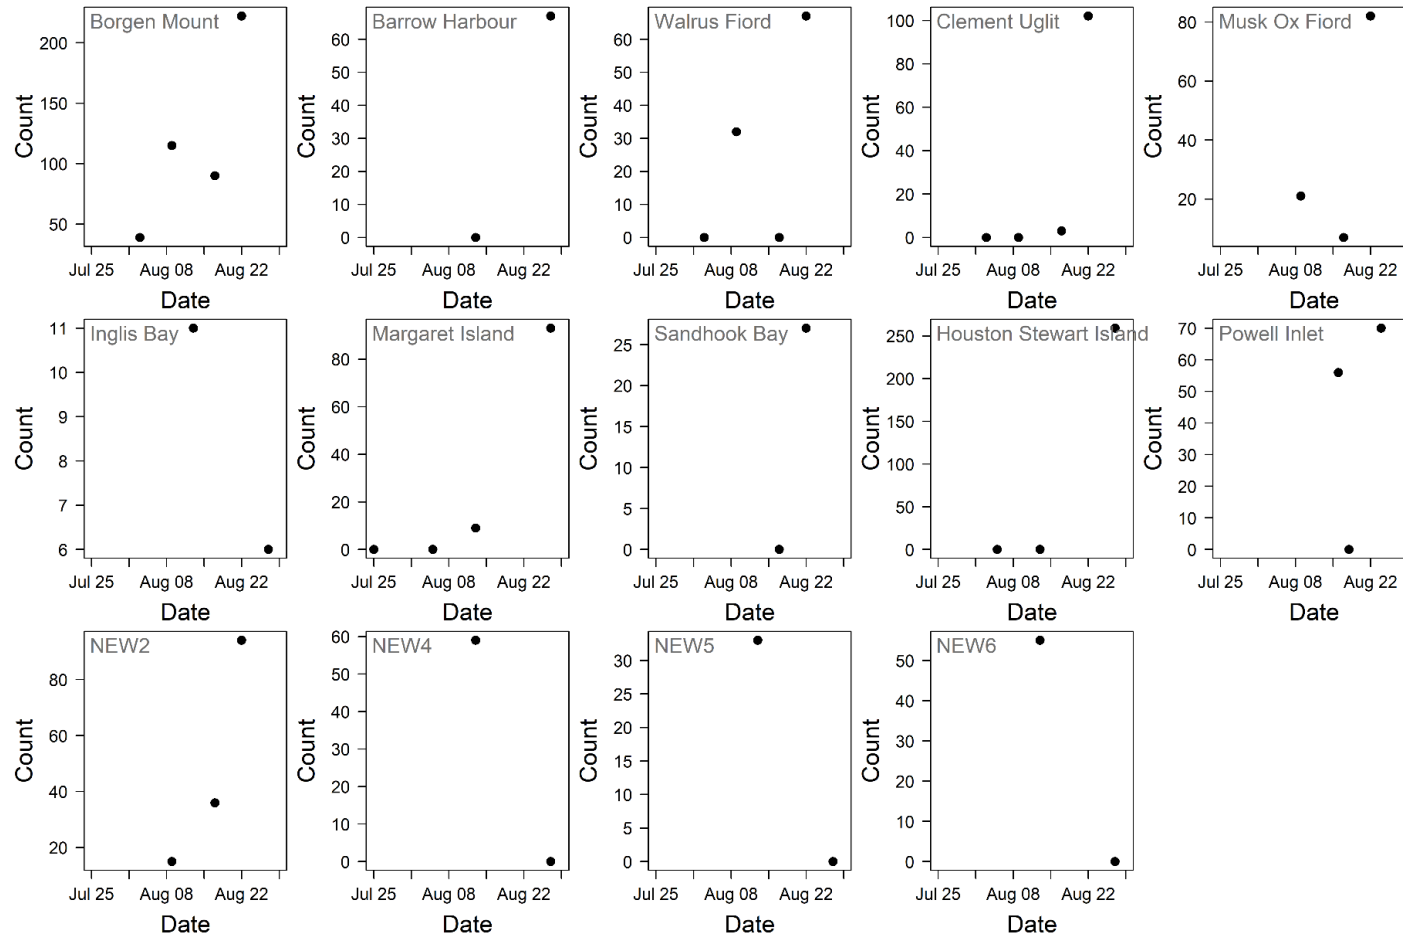 Borgen Mount
Count
200
150
100
50
Jul 25 Aug 08 Aug 22
Date
Barrow Harbour
Count
60
50
40
30
20
10
0
Jul 25 Aug 08 Aug 22
Date
Walrus Fiord
Count
60
50
40
30
20
10
0
Jul 25 Aug 08 Aug 22
Date
Clement Uglit
Count
100
80
60
40
20
0
Jul 25 Aug 08 Aug 22
Date
Musk Ox Fiord
Count
80
60
40
20
Jul 25 Aug 08 Aug 22
Date
Inglis Bay
Count
11
10
9
8
7
6
Jul 25 Aug 08 Aug 22
Date
Margaret Island
Count
80
60
40
20
0
Jul 25 Aug 08 Aug 22
Date
Sandhook Bay
Count
25
20
15
10
5
0
Jul 25 Aug 08 Aug 22
Date
Houston Stewart Island
Count
250
200
150
100
50
0
Jul 25 Aug 08 Aug 22
Date
Powell Inlet
Count
70
60
50
40
30
20
10
0
Jul 25 Aug 08 Aug 22
Date
NEW2
Count
80
60
40
20
Jul 25 Aug 08 Aug 22
Date
NEW4
Count
60
50
40
30
20
10
0
Jul 25 Aug 08 Aug 22
Date
NEW5
Count
30
25
20
15
10
5
0
Jul 25 Aug 08 Aug 22
Date
NEW6
Count
50
40
30
20
10
0
Jul 25 Aug 08 Aug 22
Date